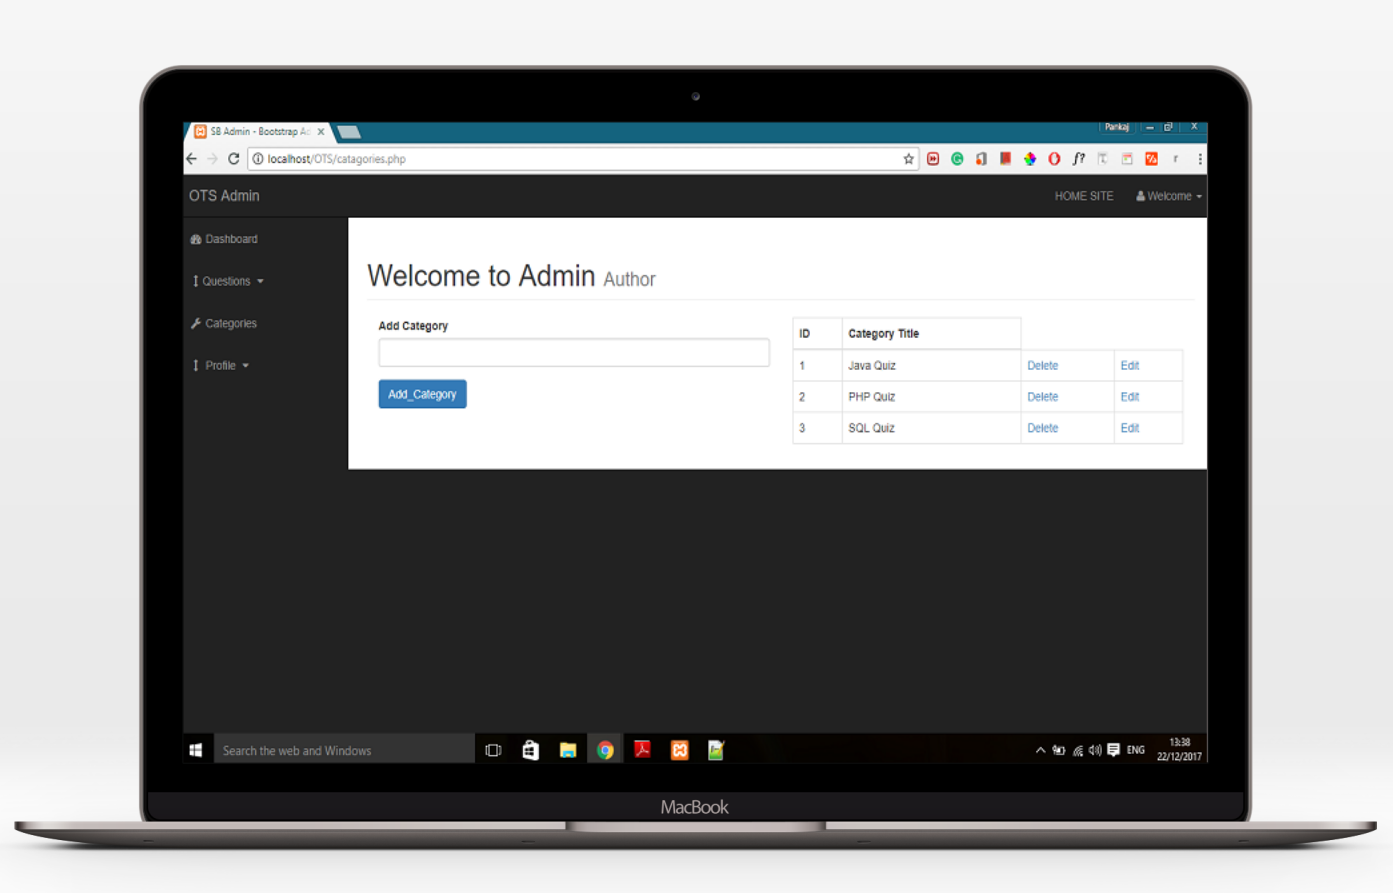 SB Admin - Bootstrap Ad
Pankaj
localhost/OTS/catagories.php
OTS Admin
HOME SITE
Welcome
Dashboard
Questions
Categories
Profile
Welcome to Admin Author
Add Category
Add_Category
ID Category Title
1 Java Quiz Delete Edit
2 PHP Quiz Delete Edit
3 SQL Quiz Delete Edit
Search the web and Windows
ENG
13:38
22/12/2017
MacBook